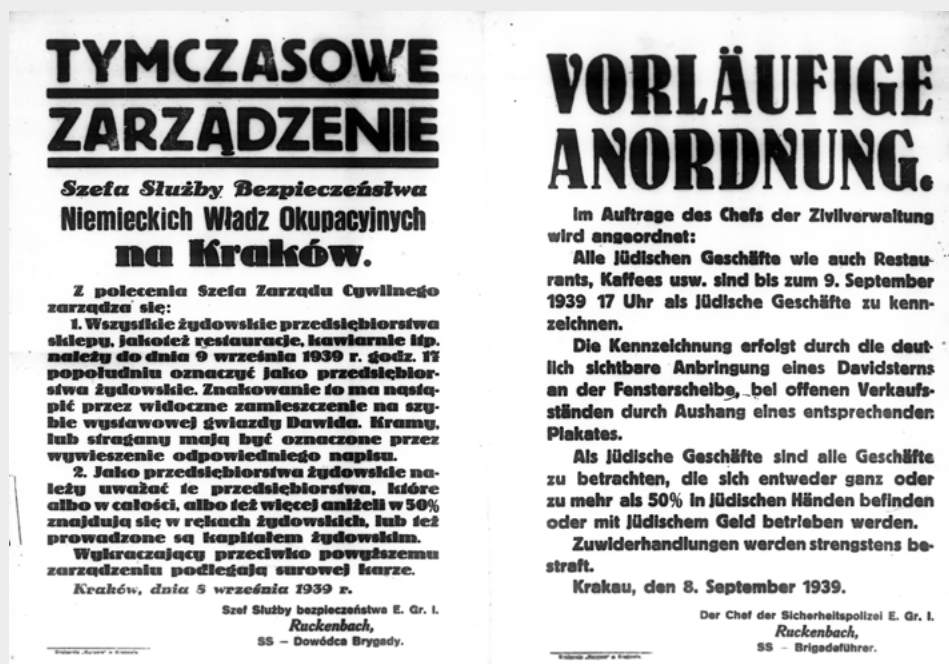 TYMCZASOWE
ZARZĄDZENIE
Szefa Służby Bezpieczeństwa
Niemieckich Władz Okupacyjnych
na Kraków.
Z polecenia Szefa Zarządu Cywilnego
zarządza się:
1. Wszystkie żydowskie przedsiębiorstwa
sklepy, jakoteż restauracje, kawiarnie itp.
należy do dnia 9 września 1939 r. godz. 17
popołudniu oznaczyć jako przedsiębior-
stwa żydowskie. Znakowanie to ma nastą-
pić przez widoczne zamieszczenie na szy-
bie wystawowej gwiazdy Dawida. Kramy,
lub stragany mają być oznaczone przez
wywieszenie odpowiedniego napisu.
2. Jako przedsiębiorstwa żydowskie na-
leży uważać te przedsiębiorstwa, które
albo w całości, albo też więcej aniżeli w 50%
znajdują się w rękach żydowskich, lub też
prowadzone są kapitałem żydowskim.
Wykraczający przeciwko powyższemu
zarządzeniu podlegają surowej karze.
Kraków, dnia 8 września 1939 r.
Szef Służby bezpieczeństwa E. Gr. I.
Ruckenbach,
SS – Dowódca Brygady.
VORLÄUFIGE
ANORDNUNG.
Im Auftrage des Chefs der Zivilverwaltung
wird angeordnet:
Alle jüdischen Geschäfte wie auch Restau-
rants, Kaffees usw. sind bis zum 9. September
1939 17 Uhr als jüdische Geschäfte zu kenn-
zeichnen.
Die Kennzeichnung erfolgt durch die deut-
lich sichtbare Anbringung eines Davidsterns
an der Fensterscheibe, bei offenen Verkaufs-
ständen durch Aushang eines entsprechenden
Plakates.
Als jüdische Geschäfte sind alle Geschäfte
zu betrachten, die sich entweder ganz oder
zu mehr als 50% in jüdischen Händen befinden
oder mit jüdischem Geld betrieben werden.
Zuwiderhandlungen werden strengstens be-
straft.
Krakau, den 8. September 1939.
Der Chef der Sicherheitspolizei E. Gr. I.
Ruckenbach,
SS – Brigadeführer.